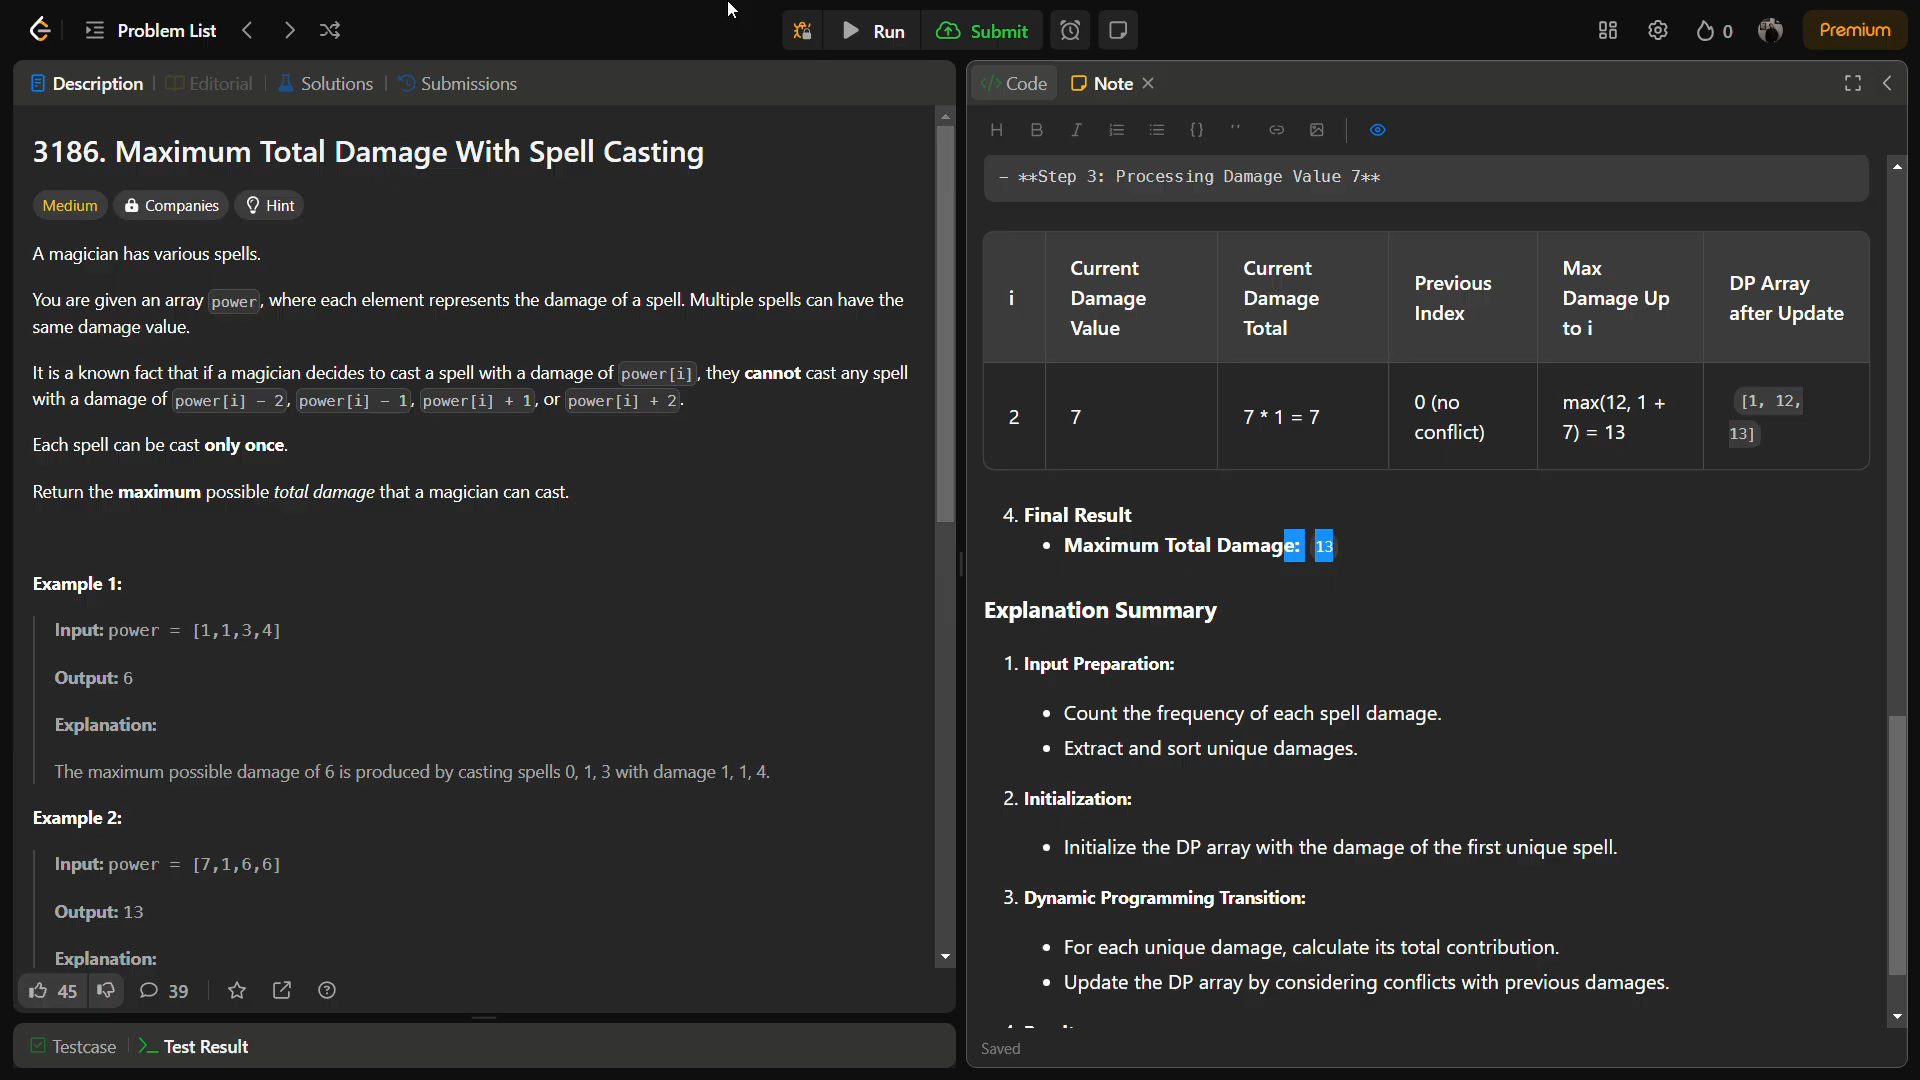 Problem List
Run
Submit
0
Premium
Description
Editorial
Solutions
Submissions
3186. Maximum Total Damage With Spell Casting
Medium
Companies
Hint
A magician has various spells.
You are given an array power, where each element represents the damage of a spell. Multiple spells can have the
same damage value.
It is a known fact that if a magician decides to cast a spell with a damage of power[i], they cannot cast any spell
with a damage of power[i] - 2, power[i] - 1, power[i] + 1, or power[i] + 2.
Each spell can be cast only once.
Return the maximum possible total damage that a magician can cast.
Example 1:
Input: power = [1,1,3,4]
Output: 6
Explanation:
The maximum possible damage of 6 is produced by casting spells 0, 1, 3 with damage 1, 1, 4.
Example 2:
Input: power = [7,1,6,6]
Output: 13
Explanation:
45
39
Testcase
Test Result
Code
Note
H B I {} "
- **Step 3: Processing Damage Value 7**
i
Current
Damage
Value
Current
Damage
Total
Previous
Index
Max
Damage Up
to i
DP Array
after Update
2
7
7 * 1 = 7
0 (no
conflict)
max(12, 1 +
7) = 13
[1, 12,
13]
4. Final Result
• Maximum Total Damage: 13
Explanation Summary
1. Input Preparation:
• Count the frequency of each spell damage.
• Extract and sort unique damages.
2. Initialization:
• Initialize the DP array with the damage of the first unique spell.
3. Dynamic Programming Transition:
• For each unique damage, calculate its total contribution.
• Update the DP array by considering conflicts with previous damages.
Saved